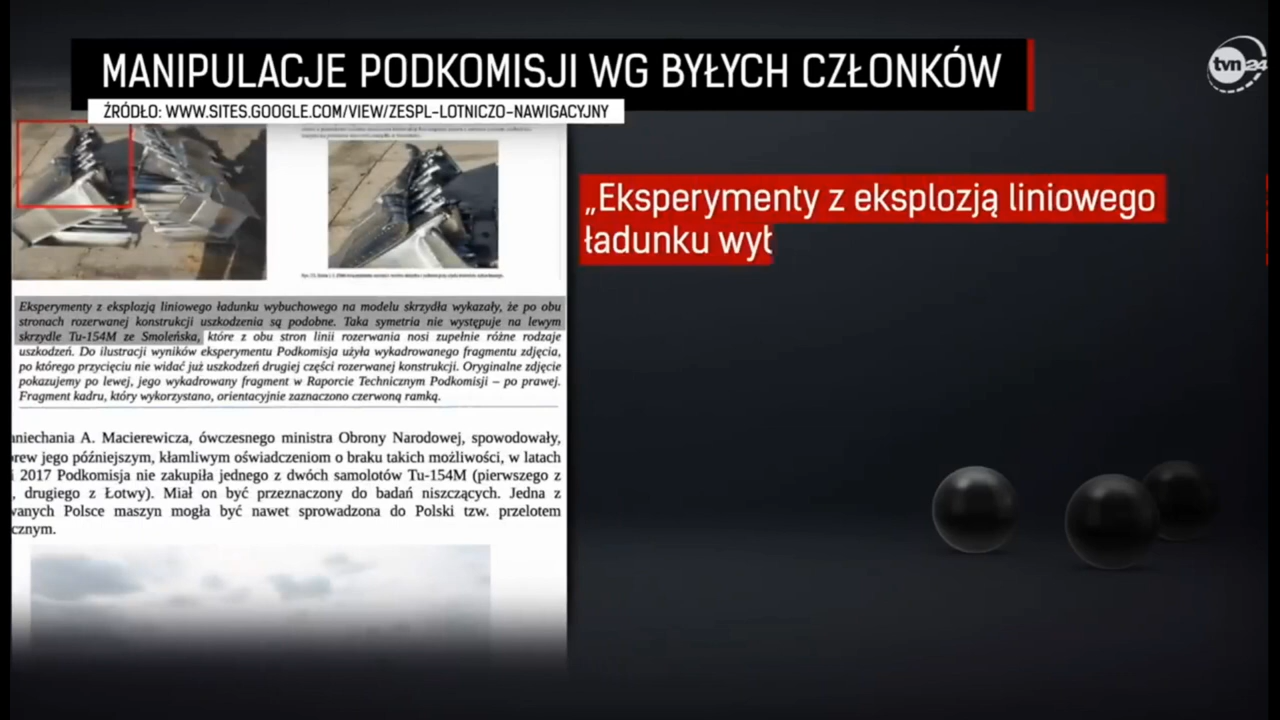 MANIPULACJE PODKOMISJI WG BYŁYCH CZŁONKÓW
tvn24
ŹRÓDŁO: WWW.SITES.GOOGLE.COM/VIEW/ZESPL-LOTNICZO-NAWIGACYJNY
„Eksperymenty z eksplozją liniowego
ładunku wyb
Eksperymenty z eksplozją liniowego ładunku wybuchowego na modelu skrzydła wykazały, że po obu
stronach rozerwanej konstrukcji uszkodzenia są podobne. Taka symetria nie występuje na lewym
skrzydle Tu-154M ze Smoleńska, które z obu stron linii rozerwania nosi zupełnie różne rodzaje
uszkodzeń. Do ilustracji wyników eksperymentu Podkomisja użyła wykadrowanego fragmentu zdjęcia,
po którego przycięciu nie widać już uszkodzeń drugiej części rozerwanej konstrukcji. Oryginalne zdjęcie
pokazujemy po lewej, jego wykadrowany fragment w Raporcie Technicznym Podkomisji – po prawej.
Fragment kadru, który wykorzystano, orientacyjnie zaznaczono czerwoną ramką.
aniechania A. Macierewicza, ówczesnego ministra Obrony Narodowej, spowodowały,
rew jego późniejszym, kłamliwym oświadczeniom o braku takich możliwości, w latach
i 2017 Podkomisja nie zakupiła jednego z dwóch samolotów Tu-154M (pierwszego z
, drugiego z Łotwy). Miał on być przeznaczony do badań niszczących. Jedna z
wanych Polsce maszyn mogła być nawet sprowadzona do Polski tzw. przelotem
cznym.